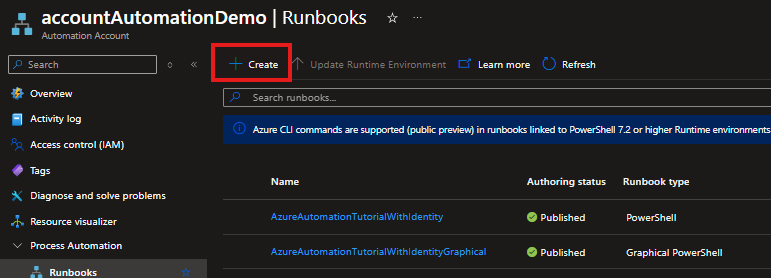 accountAutomationDemo | Runbooks
Automation Account
Search
Create
Update Runtime Environment
Learn more
Refresh
Overview
Activity log
Access control (IAM)
Tags
Diagnose and solve problems
Resource visualizer
Process Automation
Runbooks
Search runbooks...
Azure CLI commands are supported (public preview) in runbooks linked to PowerShell 7.2 or higher Runtime environments
Name Authoring status Runbook type
AzureAutomationTutorialWithIdentity Published PowerShell
AzureAutomationTutorialWithIdentityGraphical Published Graphical PowerShell